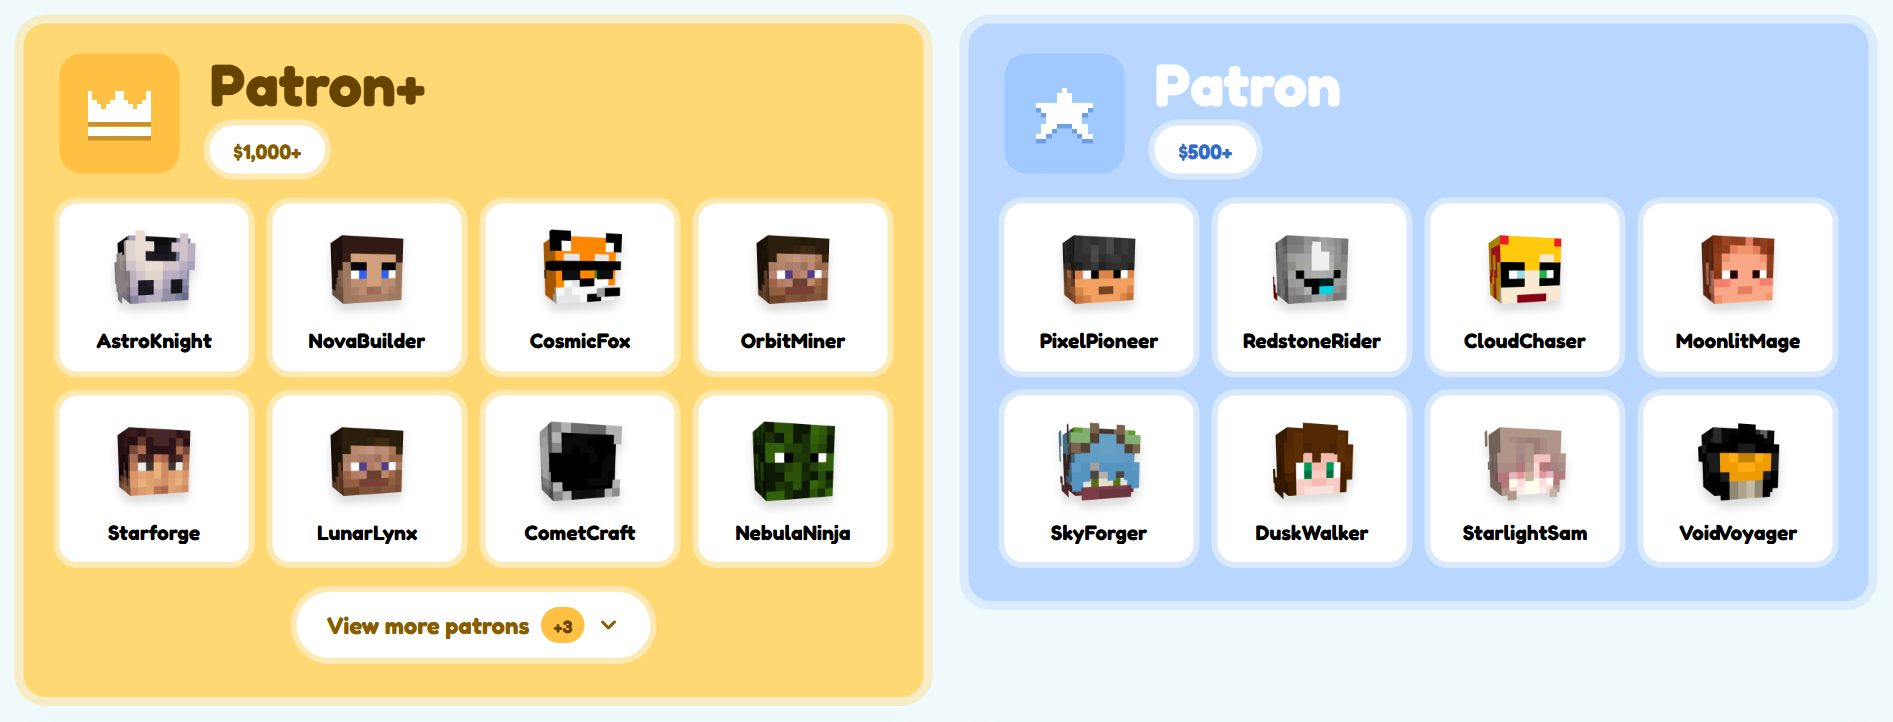 Patron+
$1,000+
AstroKnight
NovaBuilder
CosmicFox
OrbitMiner
Starforge
LunarLynx
CometCraft
NebulaNinja
View more patrons +3
Patron
$500+
PixelPioneer
RedstoneRider
CloudChaser
MoonlitMage
SkyForger
DuskWalker
StarlightSam
VoidVoyager